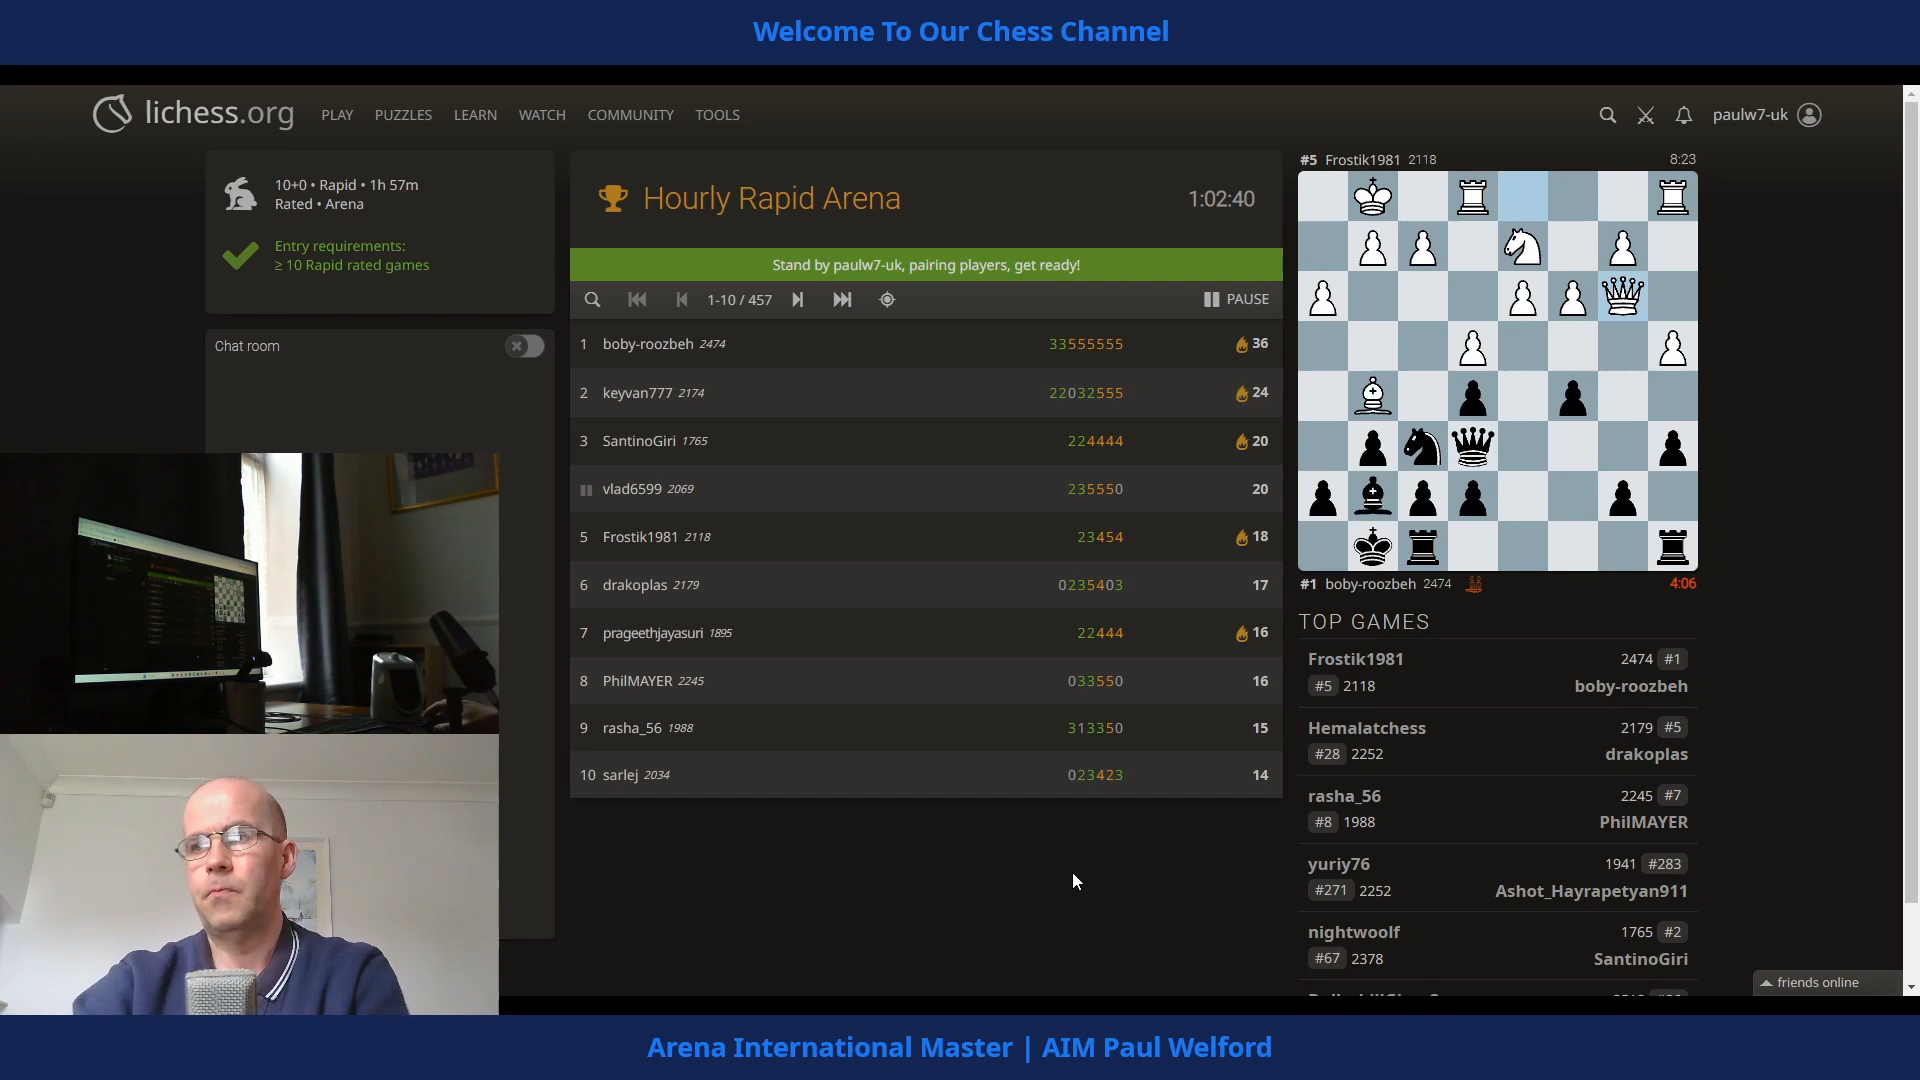 Welcome To Our Chess Channel
lichess.org PLAY PUZZLES LEARN WATCH COMMUNITY TOOLS paulw7-uk
10+0 • Rapid • 1h 57m
Rated • Arena
Entry requirements:
≥ 10 Rapid rated games
Chat room
Hourly Rapid Arena 1:02:40
Stand by paulw7-uk, pairing players, get ready!
1-10 / 457 PAUSE
1 boby-roozbeh 2474 33555555 36
2 keyvan777 2174 22032555 24
3 SantinoGiri 1765 224444 20
vlad6599 2069 235550 20
5 Frostik1981 2118 23454 18
6 drakoplas 2179 0235403 17
7 prageethjayasuri 1895 22444 16
8 PhilMAYER 2245 033550 16
9 rasha_56 1988 313350 15
10 sarlej 2034 023423 14
#5 Frostik1981 2118 8:23
#1 boby-roozbeh 2474 4:06
TOP GAMES
Frostik1981 2474 #1
#5 2118 boby-roozbeh
Hemalatchess 2179 #5
#28 2252 drakoplas
rasha_56 2245 #7
#8 1988 PhilMAYER
yuriy76 1941 #283
#271 2252 Ashot_Hayrapetyan911
nightwoolf 1765 #2
#67 2378 SantinoGiri
friends online
Arena International Master | AIM Paul Welford